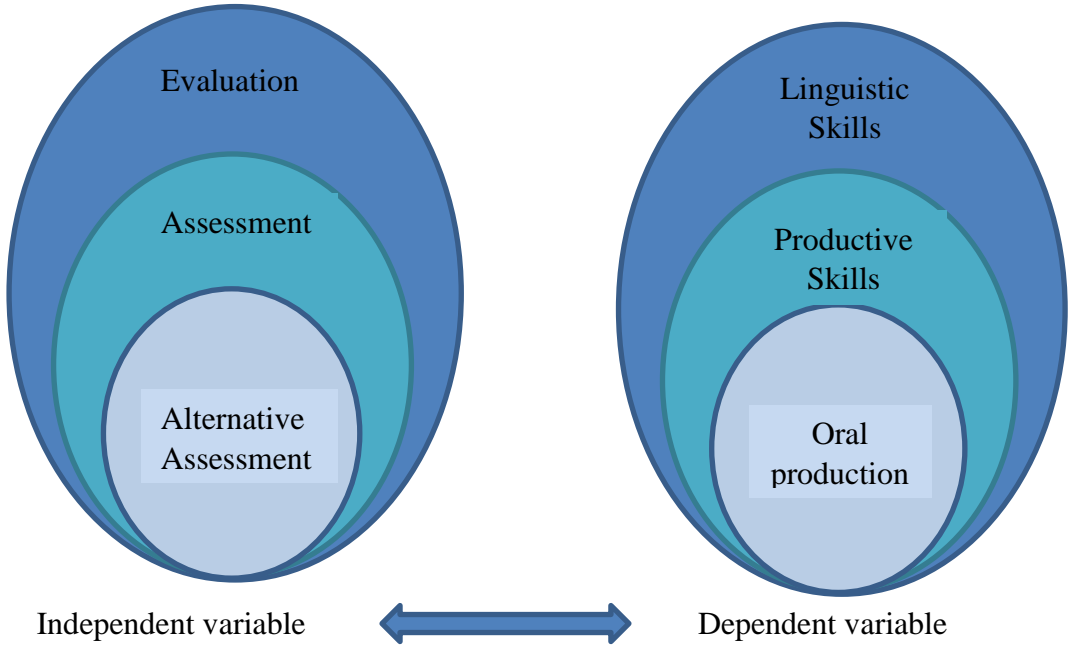 Evaluation
Assessment
Alternative
Assessment
Linguistic
Skills
Productive
Skills
Oral
production
Independent variable
Dependent variable